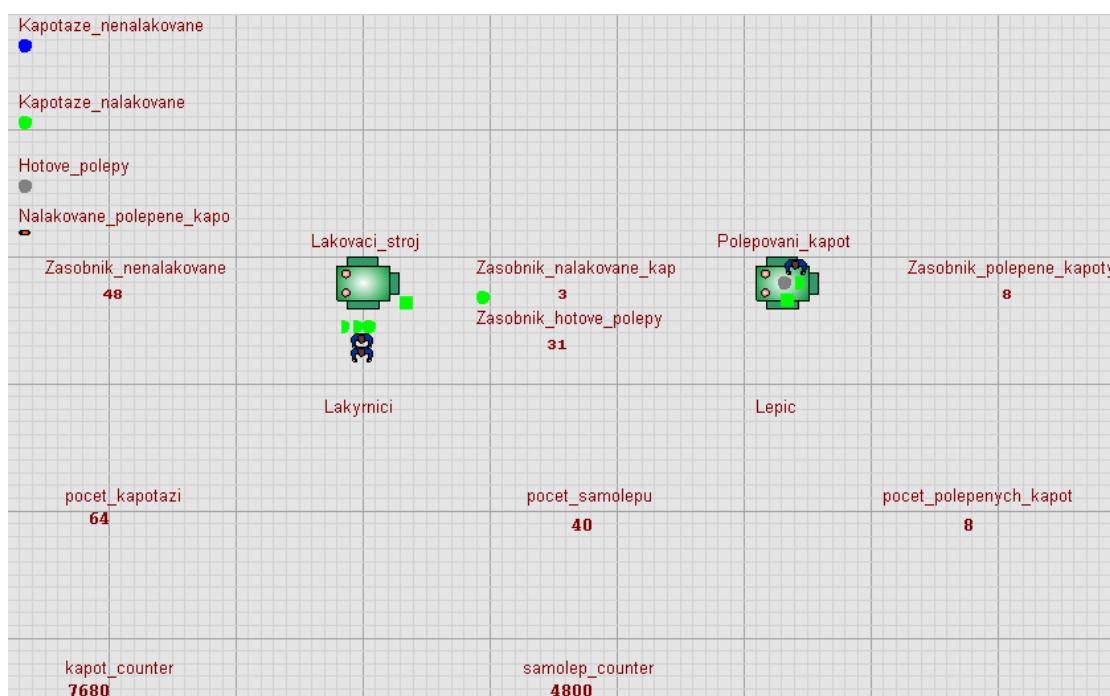 Kapotaze_nenalakovane
Kapotaze_nalakovane
Hotove_polepy
Nalakovane_polepene_kapo
Lakovaci_stroj
Polepovani_kapot
Zasobnik_nenalakovane
Zasobnik_nalakovane_kap
Zasobnik_polepene_kapoty
48
3
8
Zasobnik_hotove_polepy
31
Lakyrnici
Lepic
pocet_kapotazi
pocet_samolepu
pocet_polepenych_kapot
64
40
8
kapot_counter
samolep_counter
7680
4800